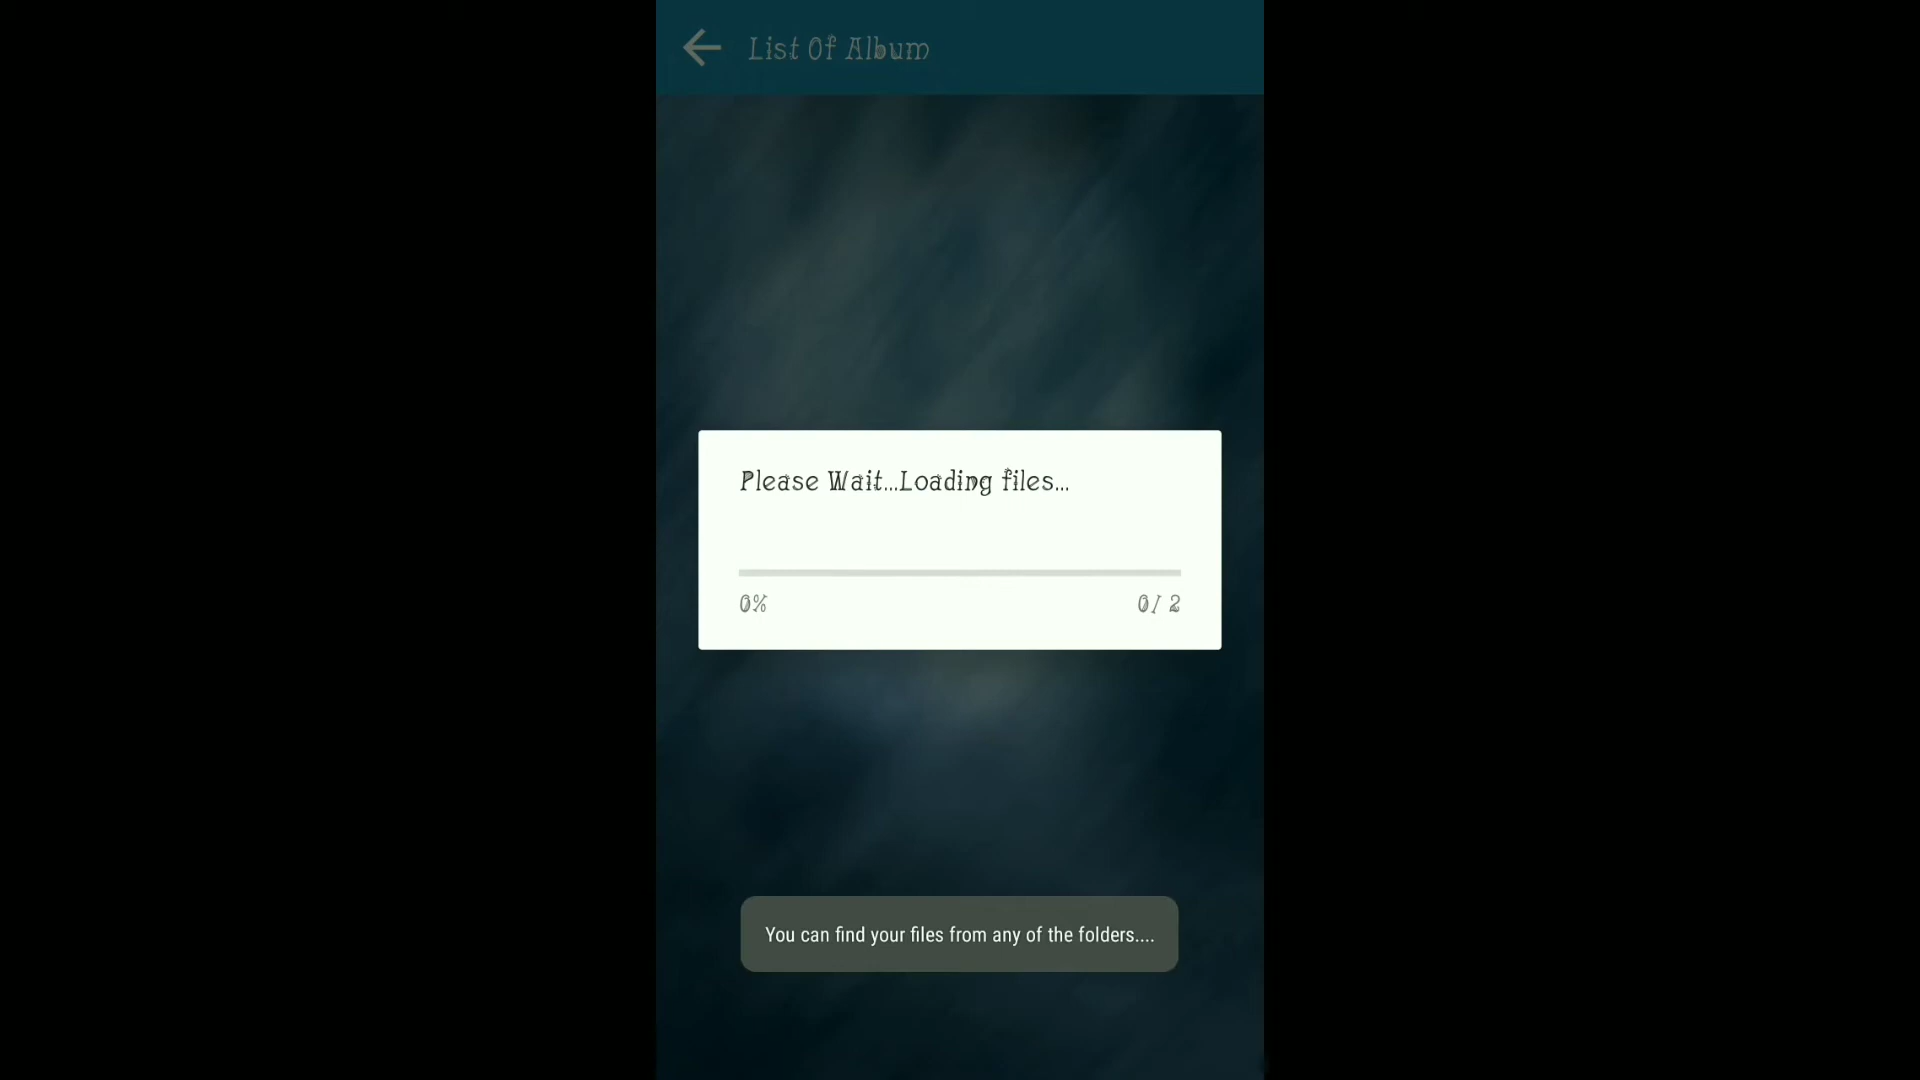 List Of Album
Please Wait...Loading files...
0%
0/ 2
You can find your files from any of the folders....